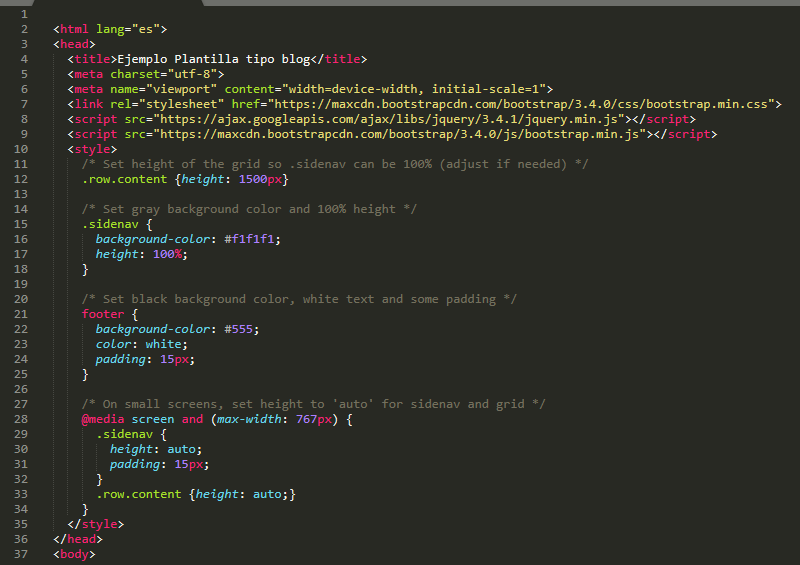 1
2 <html lang="es">
3 <head>
4 <title>Ejemplo Plantilla tipo blog</title>
5 <meta charset="utf-8">
6 <meta name="viewport" content="width=device-width, initial-scale=1">
7 <link rel="stylesheet" href="https://maxcdn.bootstrapcdn.com/bootstrap/3.4.0/css/bootstrap.min.css">
8 <script src="https://ajax.googleapis.com/ajax/libs/jquery/3.4.1/jquery.min.js"></script>
9 <script src="https://maxcdn.bootstrapcdn.com/bootstrap/3.4.0/js/bootstrap.min.js"></script>
10 <style>
11 /* Set height of the grid so .sidenav can be 100% (adjust if needed) */
12 .row.content {height: 1500px}
13
14 /* Set gray background color and 100% height */
15 .sidenav {
16 background-color: #f1f1f1;
17 height: 100%;
18 }
19
20 /* Set black background color, white text and some padding */
21 footer {
22 background-color: #555;
23 color: white;
24 padding: 15px;
25 }
26
27 /* On small screens, set height to 'auto' for sidenav and grid */
28 @media screen and (max-width: 767px) {
29 .sidenav {
30 height: auto;
31 padding: 15px;
32 }
33 .row.content {height: auto;}
34 }
35 </style>
36 </head>
37 <body>